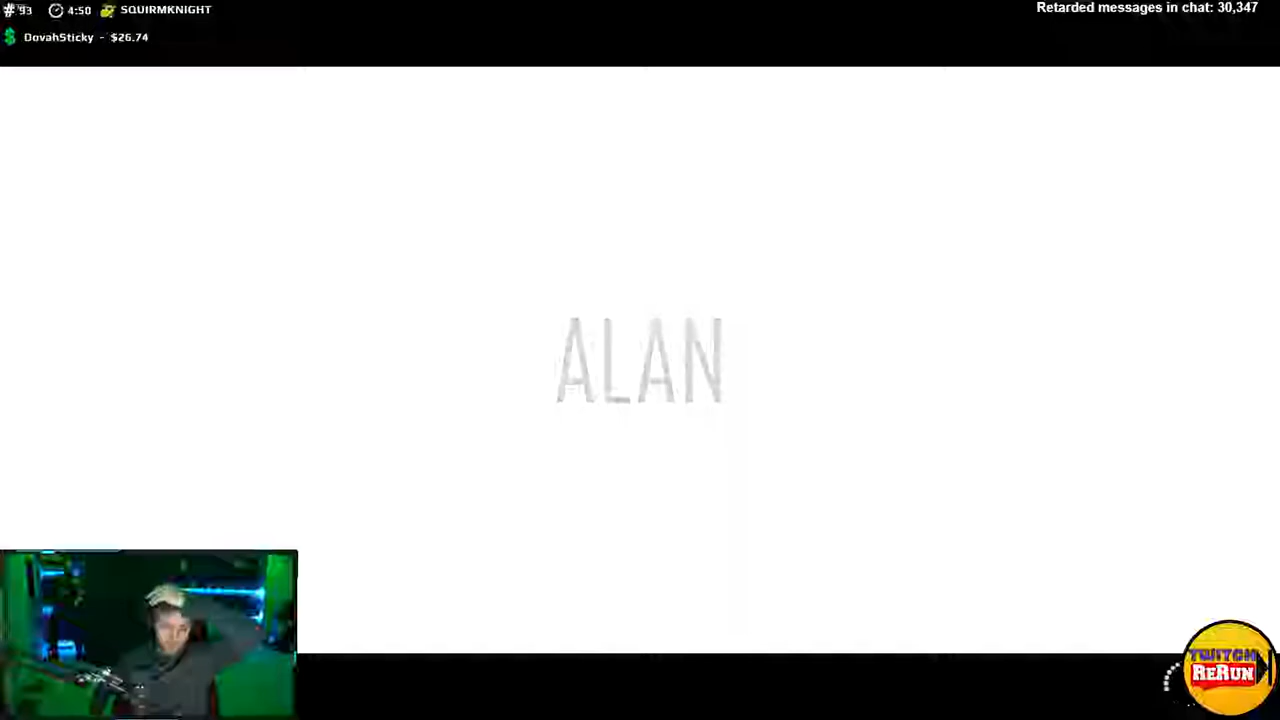 # 93 4:50 SQUIRMKNIGHT
Retarded messages in chat: 30,347
$ DovahSticky - $26.74
ALAN
TWITCH
RERUN